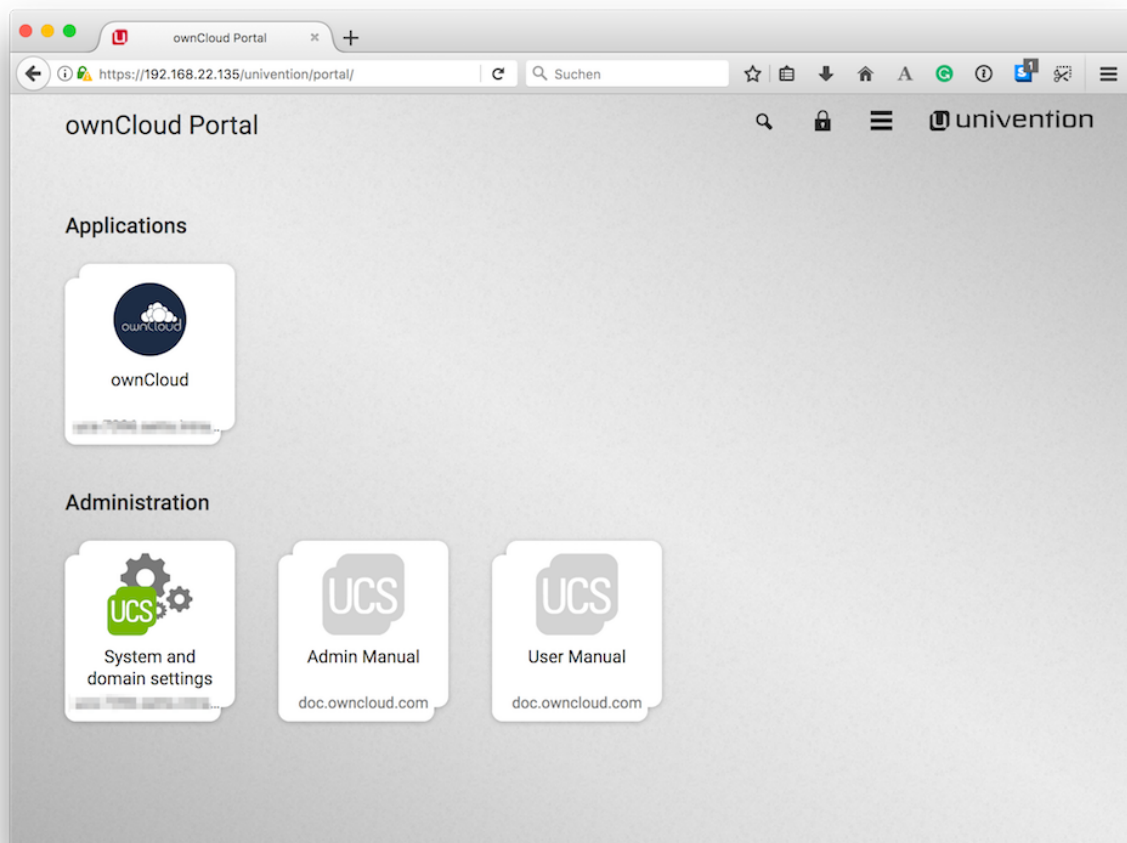 ownCloud Portal
https://192.168.22.135/univention/portal/
Suchen
A
G
S
1
ownCloud Portal
univention
Applications
ownCloud
ownCloud
Administration
UCS
UCS
UCS
System and
domain settings
Admin Manual
User Manual
doc.owncloud.com
doc.owncloud.com